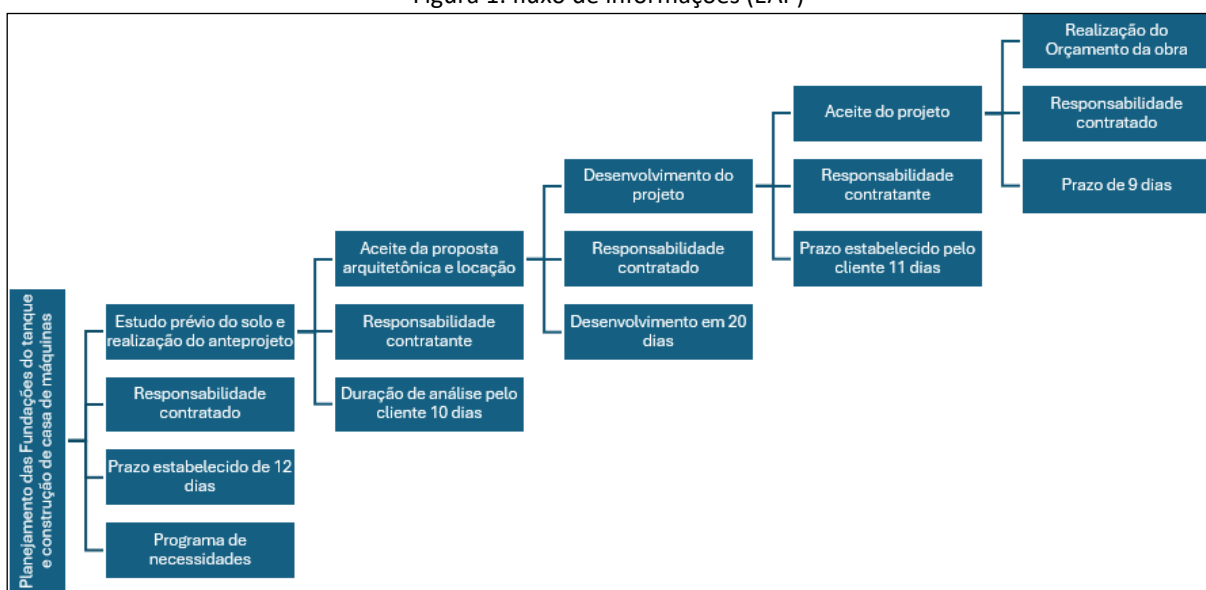 Figura 1: fluxo de informações (EAP)
Realização do
Orçamento da obra
Aceite do projeto
Responsabilidade
contratado
Desenvolvimento do
projeto
Responsabilidade
contratante
Prazo de 9 dias
Aceite da proposta
arquitetônica e locação
Responsabilidade
contratado
Prazo estabelecido pelo
cliente 11 dias
Planejamento das Fundações do tanque
e construção de casa de máquinas
Estudo prévio do solo e
realização do anteprojeto
Responsabilidade
contratante
Desenvolvimento em 20
dias
Responsabilidade
contratado
Duração de análise pelo
cliente 10 dias
Prazo estabelecido de 12
dias
Programa de
necessidades